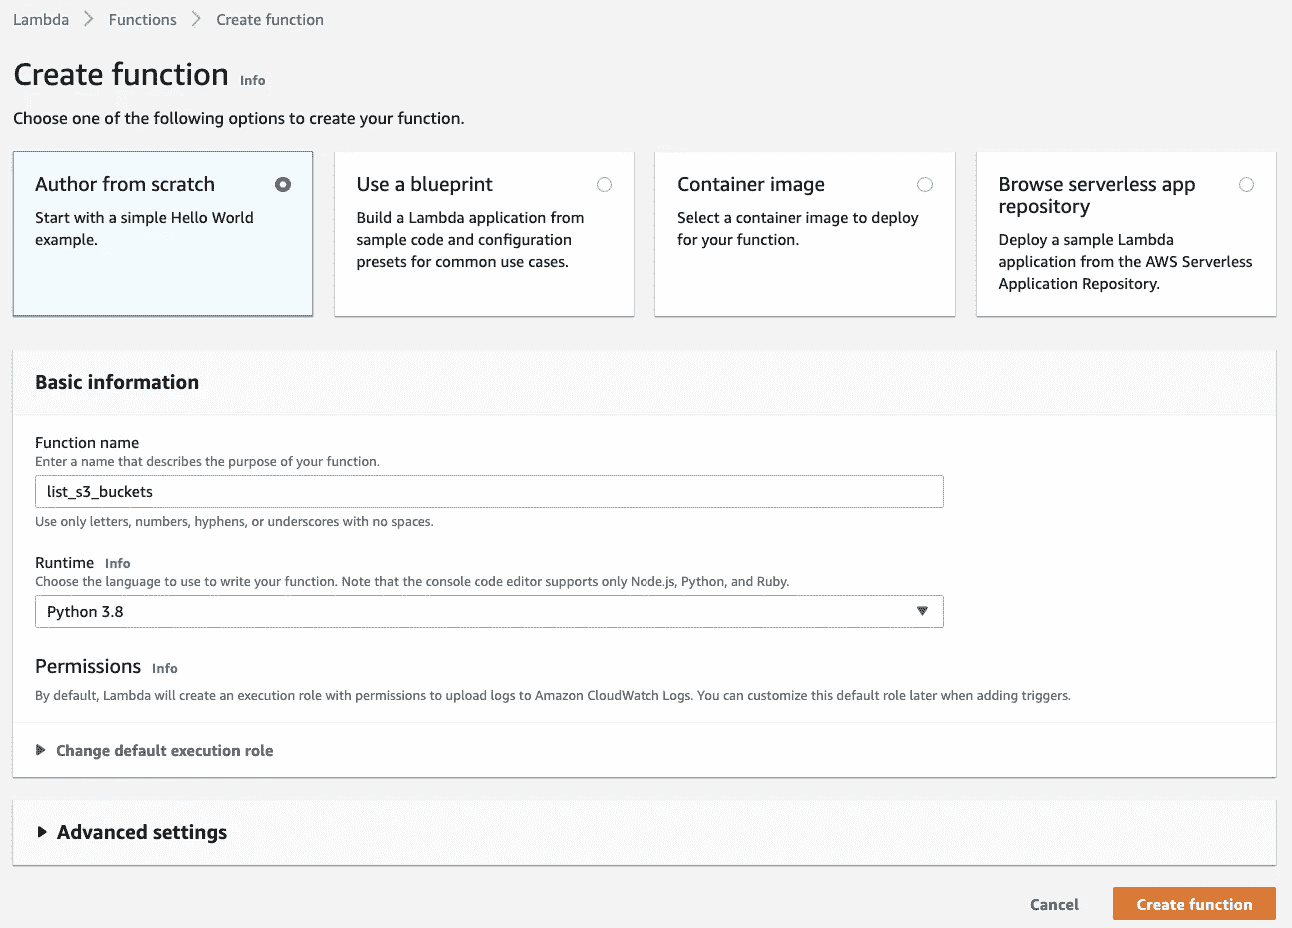 Lambda > Functions > Create function
Create function Info
Choose one of the following options to create your function.
Author from scratch
Start with a simple Hello World
example.
Use a blueprint
Build a Lambda application from
sample code and configuration
presets for common use cases.
Container image
Select a container image to deploy
for your function.
Browse serverless app
repository
Deploy a sample Lambda
application from the AWS Serverless
Application Repository.
Basic information
Function name
Enter a name that describes the purpose of your function.
list_s3_buckets
Use only letters, numbers, hyphens, or underscores with no spaces.
Runtime Info
Choose the language to use to write your function. Note that the console code editor supports only Node.js, Python, and Ruby.
Python 3.8
Permissions Info
By default, Lambda will create an execution role with permissions to upload logs to Amazon CloudWatch Logs. You can customize this default role later when adding triggers.
Change default execution role
Advanced settings
Cancel
Create function